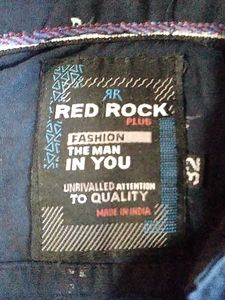 RR
RED ROCK
PLUS
FASHION
THE MAN
IN YOU
UNRIVALLED ATTENTION
TO QUALITY
MADE IN INDIA
32